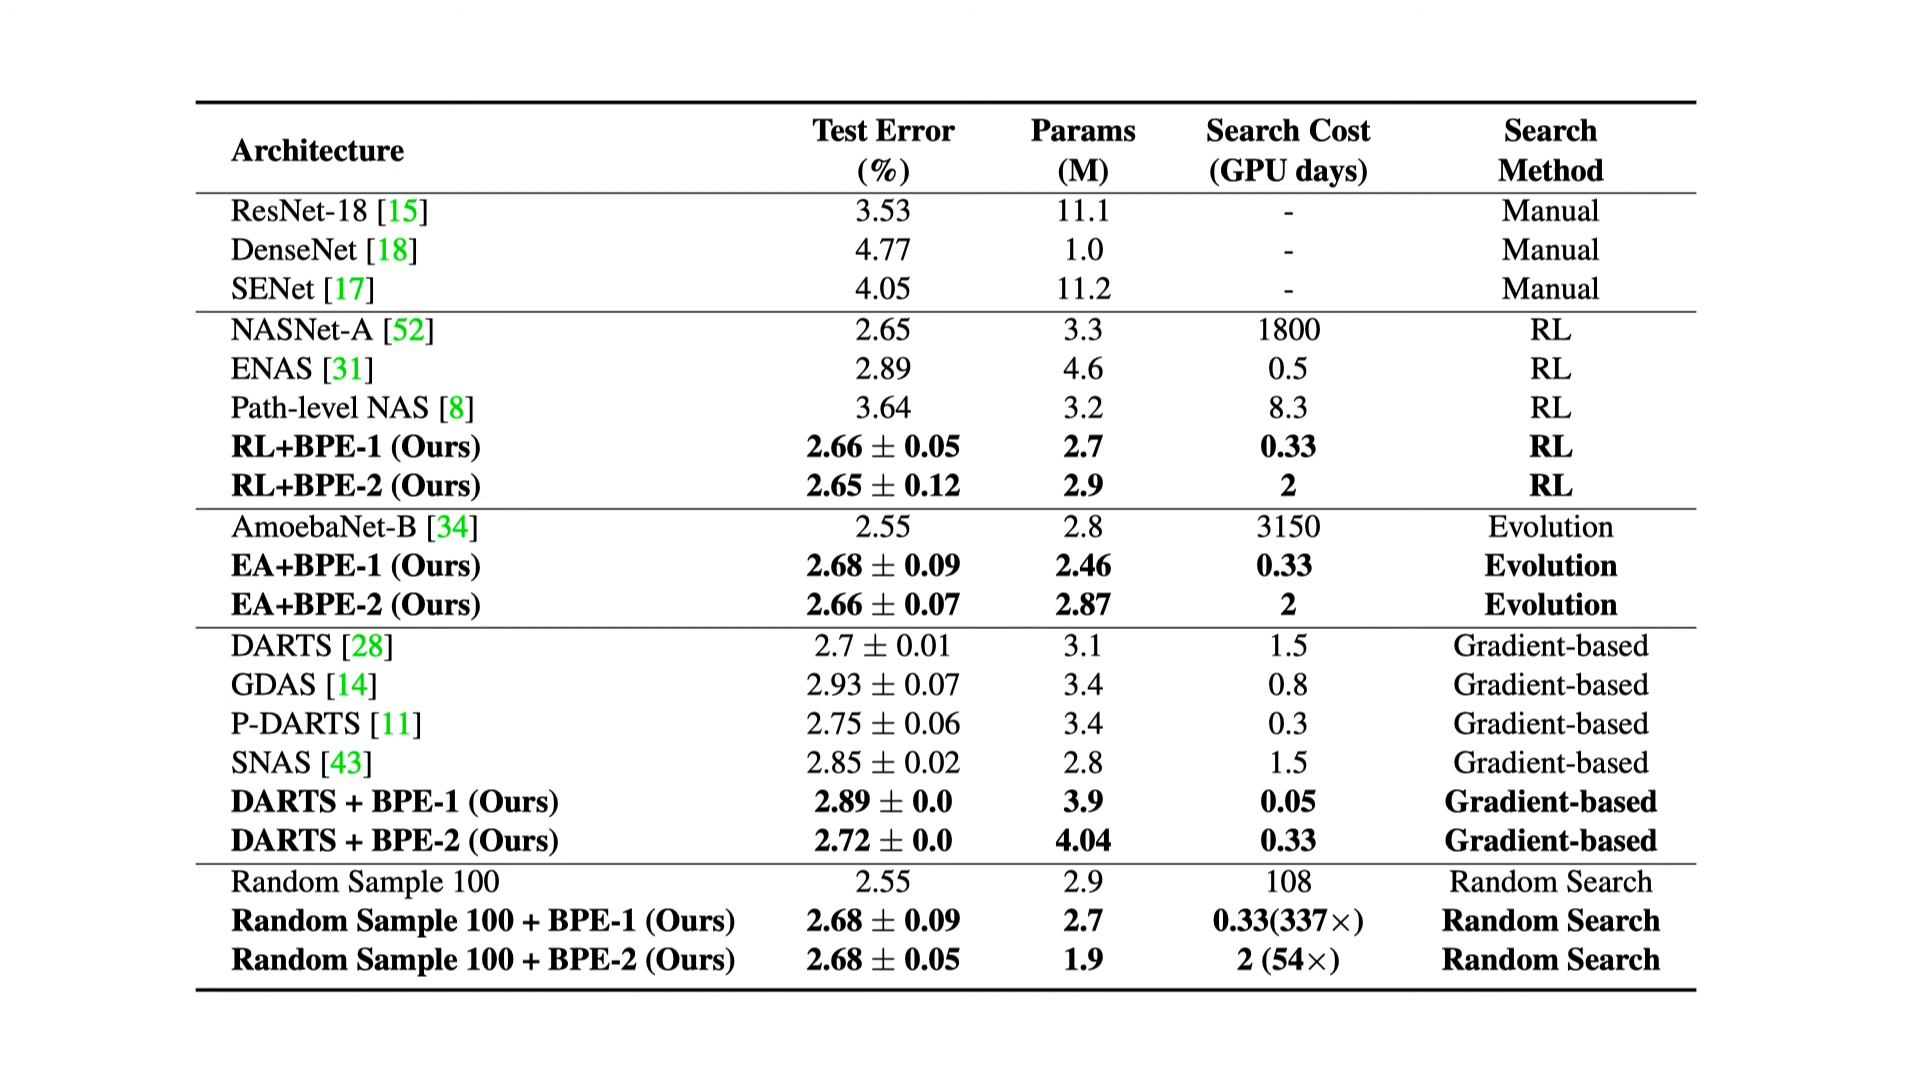 Architecture Test Error (%) Params (M) Search Cost (GPU days) Search Method
ResNet-18 [15] 3.53 11.1 - Manual
DenseNet [18] 4.77 1.0 - Manual
SENet [17] 4.05 11.2 - Manual
NASNet-A [52] 2.65 3.3 1800 RL
ENAS [31] 2.89 4.6 0.5 RL
Path-level NAS [8] 3.64 3.2 8.3 RL
RL+BPE-1 (Ours) 2.66 ± 0.05 2.7 0.33 RL
RL+BPE-2 (Ours) 2.65 ± 0.12 2.9 2 RL
AmoebaNet-B [34] 2.55 2.8 3150 Evolution
EA+BPE-1 (Ours) 2.68 ± 0.09 2.46 0.33 Evolution
EA+BPE-2 (Ours) 2.66 ± 0.07 2.87 2 Evolution
DARTS [28] 2.7 ± 0.01 3.1 1.5 Gradient-based
GDAS [14] 2.93 ± 0.07 3.4 0.8 Gradient-based
P-DARTS [11] 2.75 ± 0.06 3.4 0.3 Gradient-based
SNAS [43] 2.85 ± 0.02 2.8 1.5 Gradient-based
DARTS + BPE-1 (Ours) 2.89 ± 0.0 3.9 0.05 Gradient-based
DARTS + BPE-2 (Ours) 2.72 ± 0.0 4.04 0.33 Gradient-based
Random Sample 100 2.55 2.9 108 Random Search
Random Sample 100 + BPE-1 (Ours) 2.68 ± 0.09 2.7 0.33(337×) Random Search
Random Sample 100 + BPE-2 (Ours) 2.68 ± 0.05 1.9 2 (54×) Random Search